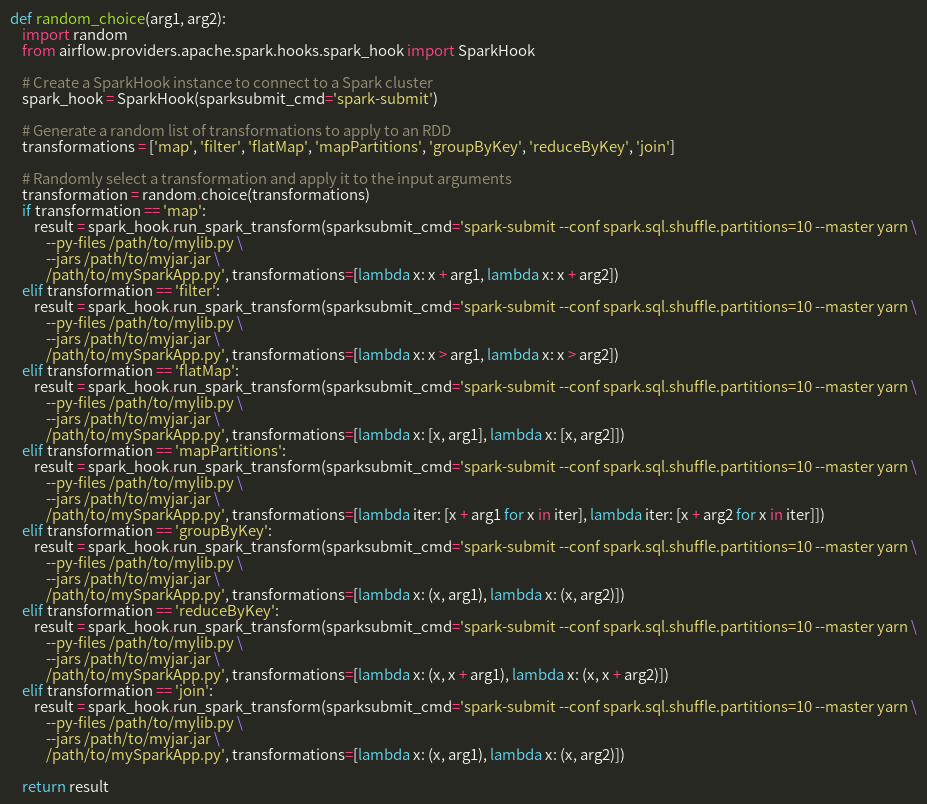 def random_choice(arg1, arg2):
    import random
    from airflow.providers.apache.spark.hooks.spark_hook import SparkHook

    # Create a SparkHook instance to connect to a Spark cluster
    spark_hook = SparkHook(sparksubmit_cmd='spark-submit')

    # Generate a random list of transformations to apply to an RDD
    transformations = ['map', 'filter', 'flatMap', 'mapPartitions', 'groupByKey', 'reduceByKey', 'join']

    # Randomly select a transformation and apply it to the input arguments
    transformation = random.choice(transformations)
    if transformation == 'map':
        result = spark_hook.run_spark_transform(sparksubmit_cmd='spark-submit --conf spark.sql.shuffle.partitions=10 --master yarn \
            --py-files /path/to/mylib.py \
            --jars /path/to/myjar.jar \
            /path/to/mySparkApp.py', transformations=[lambda x: x + arg1, lambda x: x + arg2])
    elif transformation == 'filter':
        result = spark_hook.run_spark_transform(sparksubmit_cmd='spark-submit --conf spark.sql.shuffle.partitions=10 --master yarn \
            --py-files /path/to/mylib.py \
            --jars /path/to/myjar.jar \
            /path/to/mySparkApp.py', transformations=[lambda x: x > arg1, lambda x: x > arg2])
    elif transformation == 'flatMap':
        result = spark_hook.run_spark_transform(sparksubmit_cmd='spark-submit --conf spark.sql.shuffle.partitions=10 --master yarn \
            --py-files /path/to/mylib.py \
            --jars /path/to/myjar.jar \
            /path/to/mySparkApp.py', transformations=[lambda x: [x, arg1], lambda x: [x, arg2]])
    elif transformation == 'mapPartitions':
        result = spark_hook.run_spark_transform(sparksubmit_cmd='spark-submit --conf spark.sql.shuffle.partitions=10 --master yarn \
            --py-files /path/to/mylib.py \
            --jars /path/to/myjar.jar \
            /path/to/mySparkApp.py', transformations=[lambda iter: [x + arg1 for x in iter], lambda iter: [x + arg2 for x in iter]])
    elif transformation == 'groupByKey':
        result = spark_hook.run_spark_transform(sparksubmit_cmd='spark-submit --conf spark.sql.shuffle.partitions=10 --master yarn \
            --py-files /path/to/mylib.py \
            --jars /path/to/myjar.jar \
            /path/to/mySparkApp.py', transformations=[lambda x: (x, arg1), lambda x: (x, arg2)])
    elif transformation == 'reduceByKey':
        result = spark_hook.run_spark_transform(sparksubmit_cmd='spark-submit --conf spark.sql.shuffle.partitions=10 --master yarn \
            --py-files /path/to/mylib.py \
            --jars /path/to/myjar.jar \
            /path/to/mySparkApp.py', transformations=[lambda x: (x, x + arg1), lambda x: (x, x + arg2)])
    elif transformation == 'join':
        result = spark_hook.run_spark_transform(sparksubmit_cmd='spark-submit --conf spark.sql.shuffle.partitions=10 --master yarn \
            --py-files /path/to/mylib.py \
            --jars /path/to/myjar.jar \
            /path/to/mySparkApp.py', transformations=[lambda x: (x, arg1), lambda x: (x, arg2)])

    return result